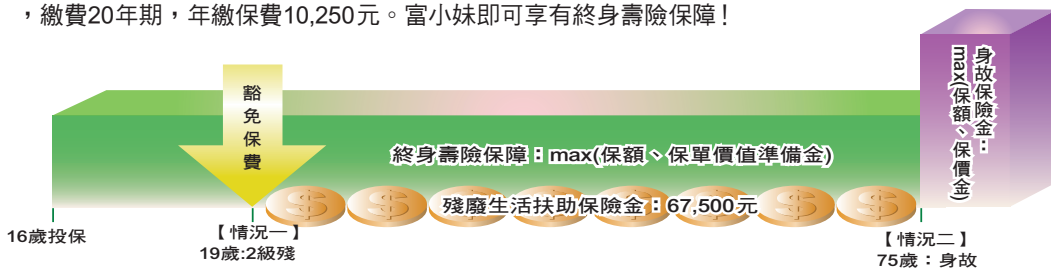 ，繳費20年期，年繳保費10,250元。富小妹即可享有終身壽險保障！
豁免保費
身故保險金：
max(保額、保價金)
終身壽險保障：max(保額、保單價值準備金)
殘廢生活扶助保險金：67,500元
16歲投保
【情況一】
19歲:2級殘
【情況二】
75歲：身故